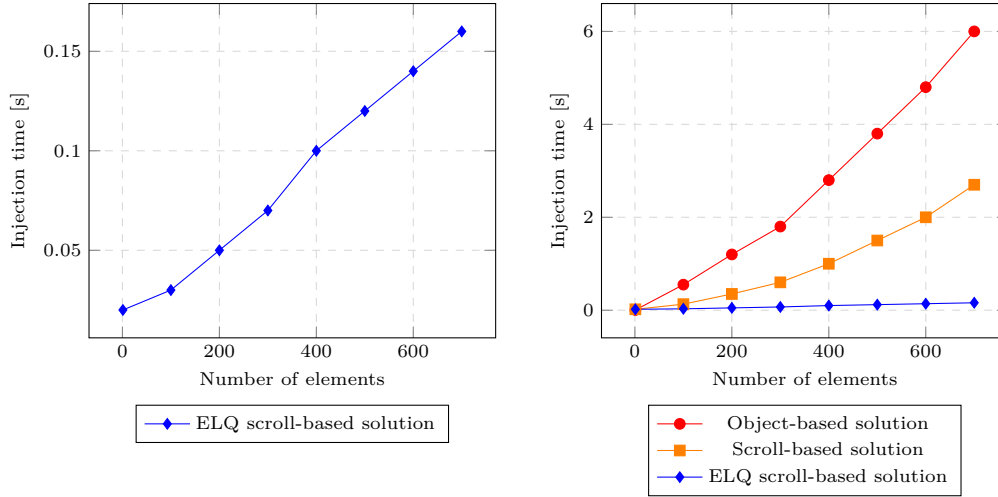 0.15
0.1
0.05
Injection time [s]
0 200 400 600
Number of elements
ELQ scroll-based solution
6
4
2
0
Injection time [s]
0 200 400 600
Number of elements
Object-based solution
Scroll-based solution
ELQ scroll-based solution